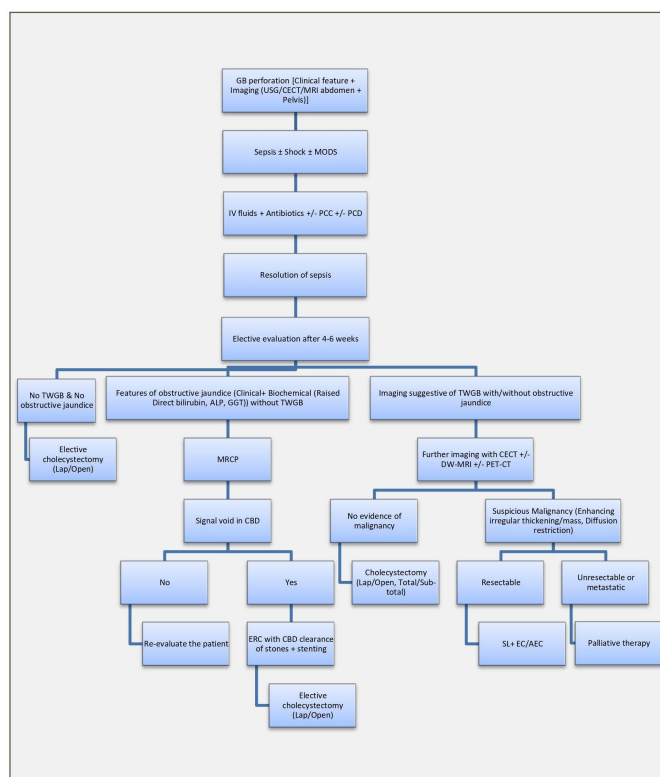 GB perforation [Clinical feature +
Imaging (USG/CECT/MRI abdomen +
Pelvis)]
Sepsis ± Shock ± MODS
IV fluids + Antibiotics +/- PCC +/- PCD
Resolution of sepsis
Elective evaluation after 4-6 weeks
No TWGB & No
obstructive jaundice
Elective
cholecystectomy
(Lap/Open)
Features of obstructive jaundice (Clinical+ Biochemical (Raised
Direct bilirubin, ALP, GGT)) without TWGB
MRCP
Signal void in CBD
No
Re-evaluate the patient
Yes
ERC with CBD clearance
of stones + stenting
Elective
cholecystectomy
(Lap/Open)
Imaging suggestive of TWGB with/without obstructive
jaundice
Further imaging with CECT +/-
DW-MRI +/- PET-CT
No evidence of
malignancy
Cholecystectomy
(Lap/Open, Total/Sub-
total)
Suspicious Malignancy (Enhancing
irregular thickening/mass, Diffusion
restriction)
Resectable
SL+ EC/AEC
Unresectable or
metastatic
Palliative therapy